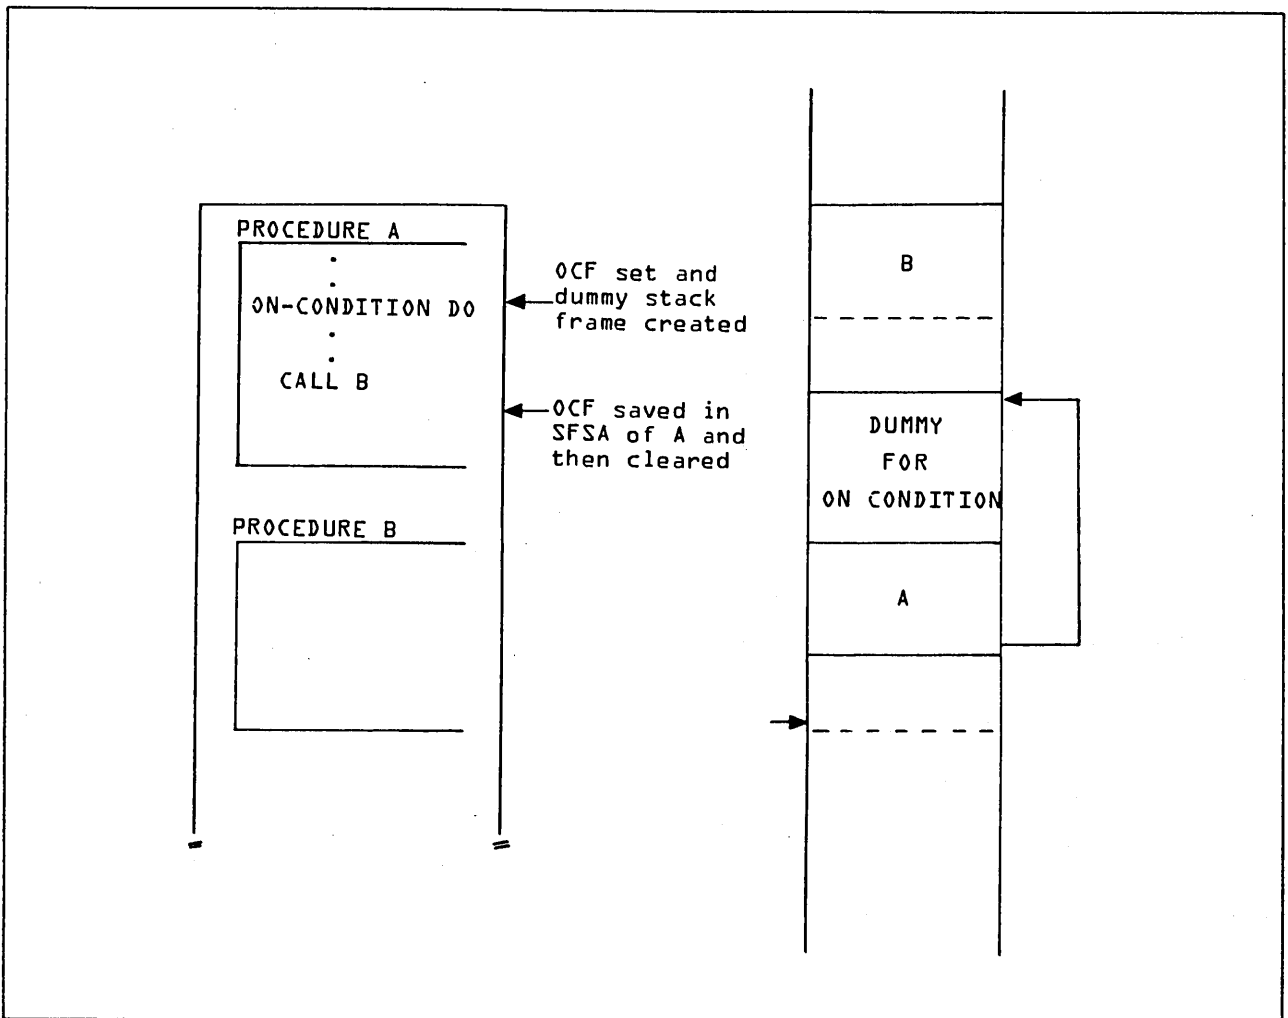 PROCEDURE A
.
.
ON-CONDITION DO
.
.
CALL B
PROCEDURE B
OCF set and
dummy stack
frame created
OCF saved in
SFSA of A and
then cleared
B
DUMMY
FOR
ON CONDITION
A